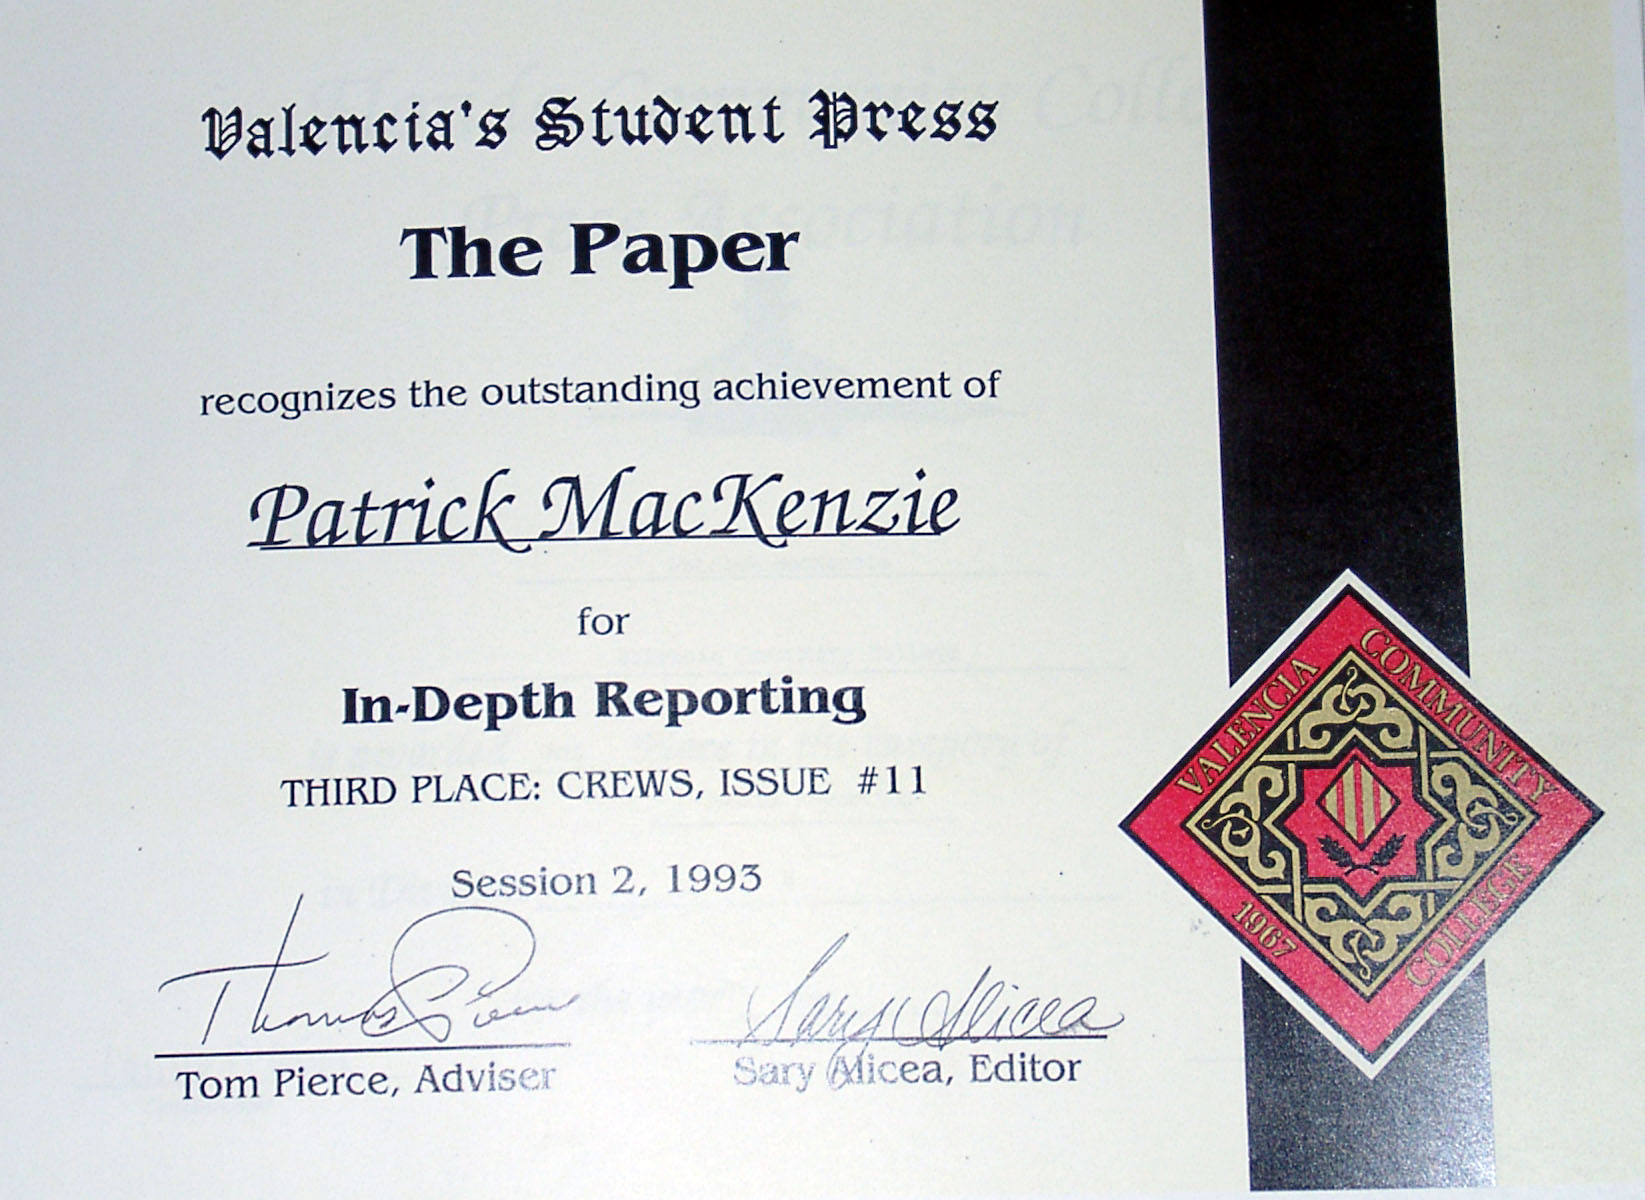 Valencia's Student Press
The Paper
recognizes the outstanding achievement of
Patrick MacKenzie
for
In-Depth Reporting
THIRD PLACE: CREWS, ISSUE #11
Session 2, 1993
Tom Pierce, Adviser
Sary Micea, Editor
VALENCIA
COMMUNITY
COLLEGE
1967